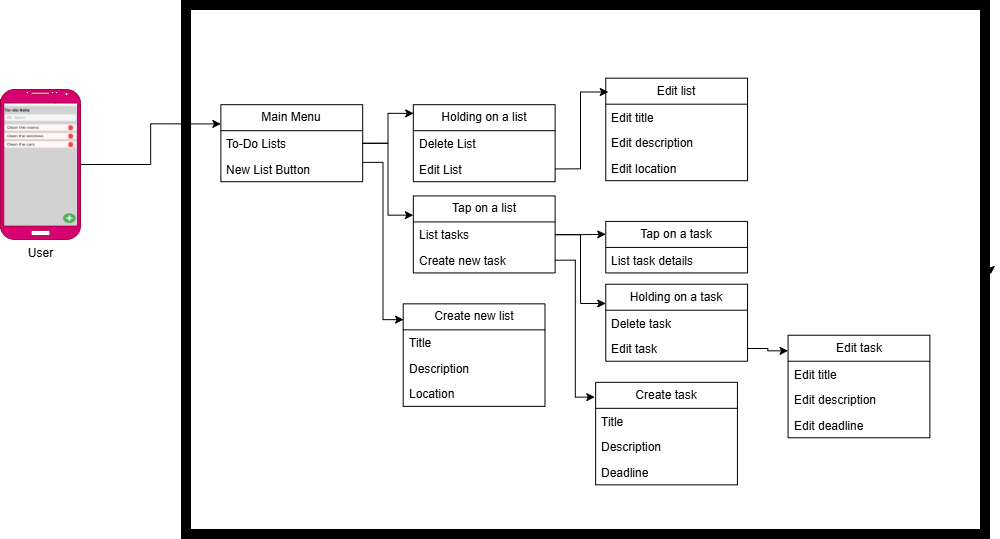 To-do lists
Clean the rooms
Clean the windows
Clean the cars
User
Main Menu
To-Do Lists
New List Button
Holding on a list
Delete List
Edit List
Edit list
Edit title
Edit description
Edit location
Tap on a list
List tasks
Create new task
Tap on a task
List task details
Holding on a task
Delete task
Edit task
Create new list
Title
Description
Location
Edit task
Edit title
Edit description
Edit deadline
Create task
Title
Description
Deadline